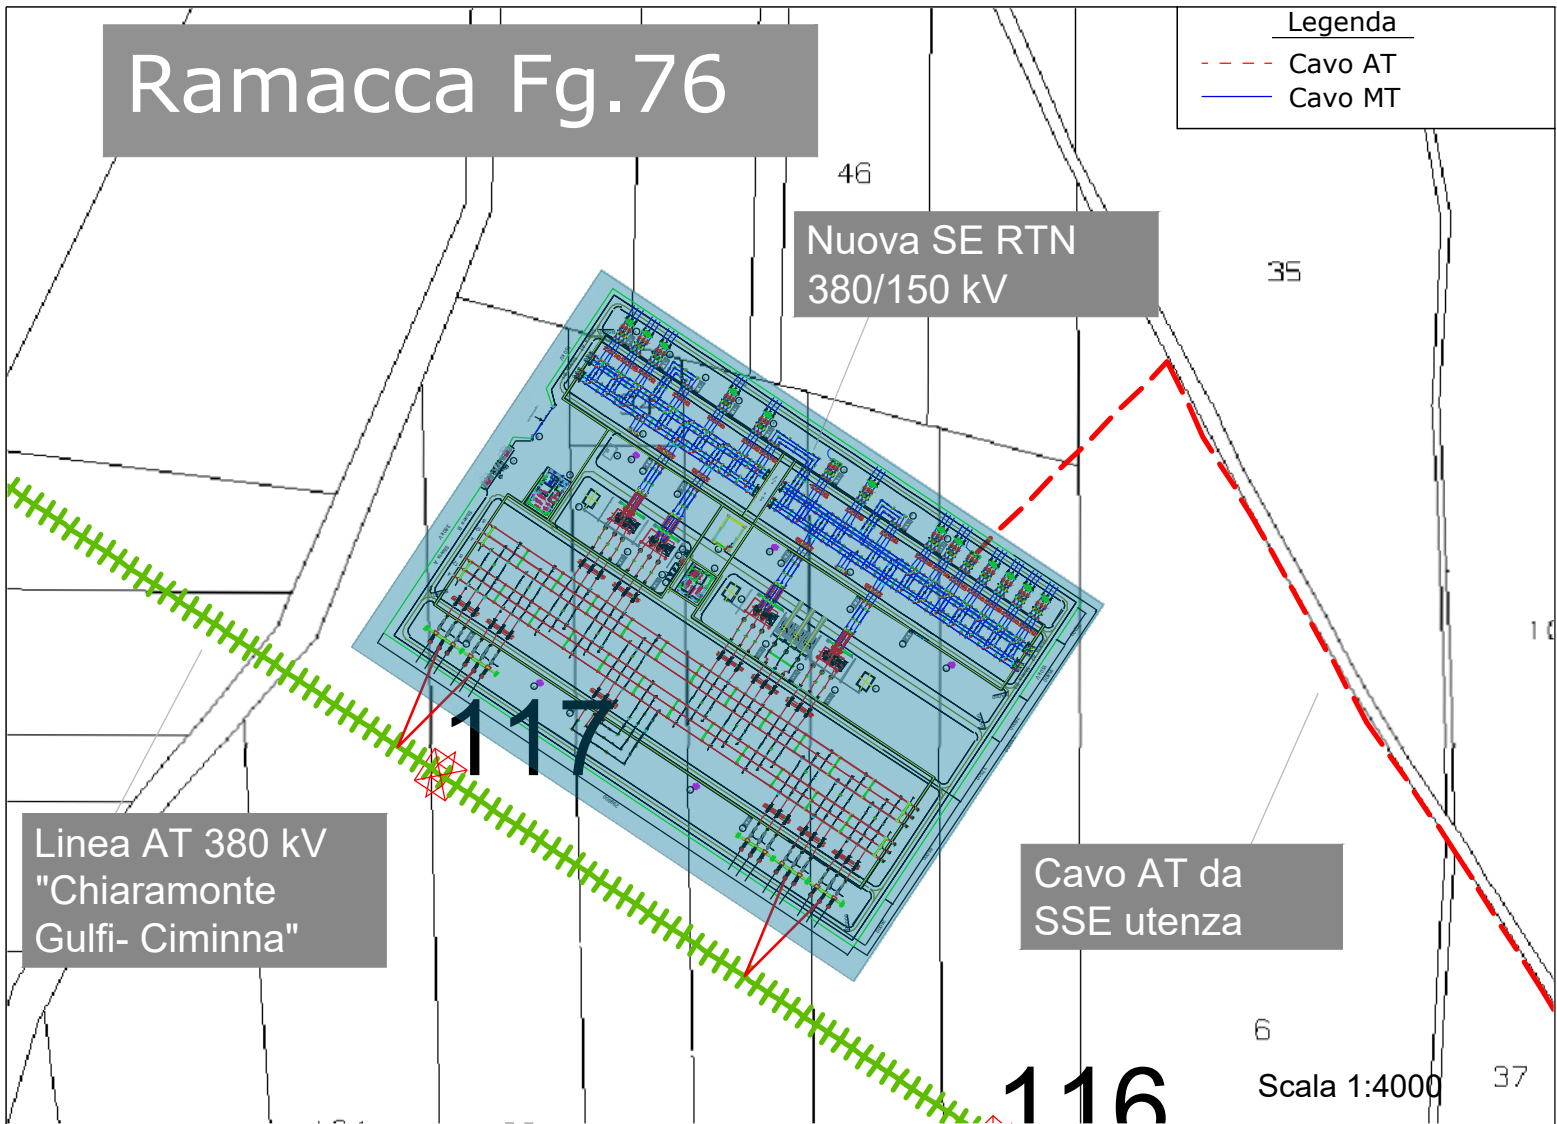 Ramacca Fg.76
Legenda
Cavo AT
Cavo MT
46
Nuova SE RTN
380/150 kV
35
117
Linea AT 380 kV
"Chiaramonte
Gulfi- Ciminna"
Cavo AT da
SSE utenza
6
116
Scala 1:4000
37